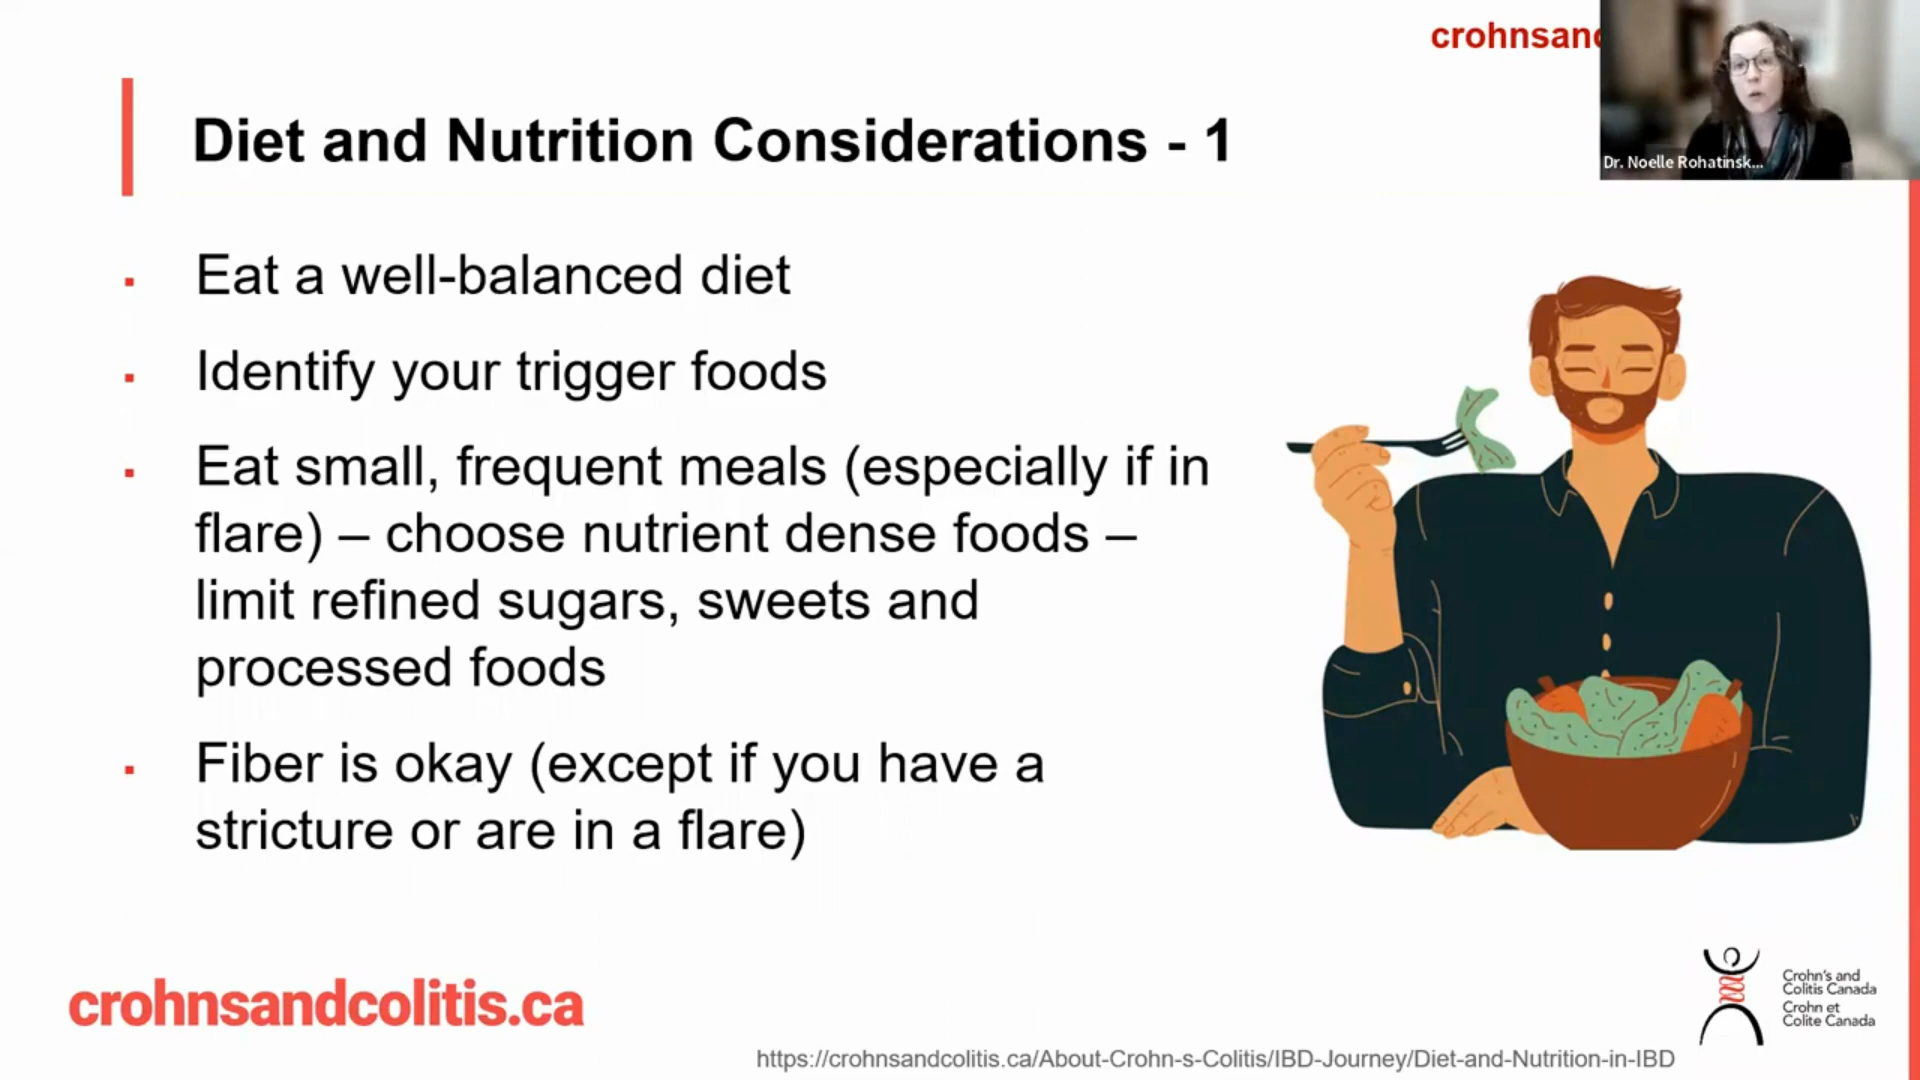 crohnsand
Dr. Noelle Rohatinsk...
Diet and Nutrition Considerations - 1
▪ Eat a well-balanced diet
▪ Identify your trigger foods
▪ Eat small, frequent meals (especially if in
flare) – choose nutrient dense foods –
limit refined sugars, sweets and
processed foods
▪ Fiber is okay (except if you have a
stricture or are in a flare)
crohnsandcolitis.ca
Crohn's and
Colitis Canada
Crohn et
Colite Canada
https://crohnsandcolitis.ca/About-Crohn-s-Colitis/IBD-Journey/Diet-and-Nutrition-in-IBD